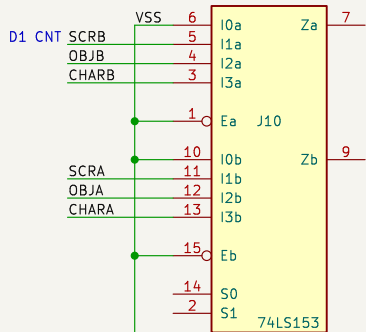 VSS 6 I0a Za 7
D1 CNT SCRB 5 I1a
OBJB 4 I2a
CHARB 3 I3a
1 Ea J10
10 I0b Zb 9
SCRA 11 I1b
OBJA 12 I2b
CHARA 13 I3b
15 Eb
14 S0
2 S1
74LS153